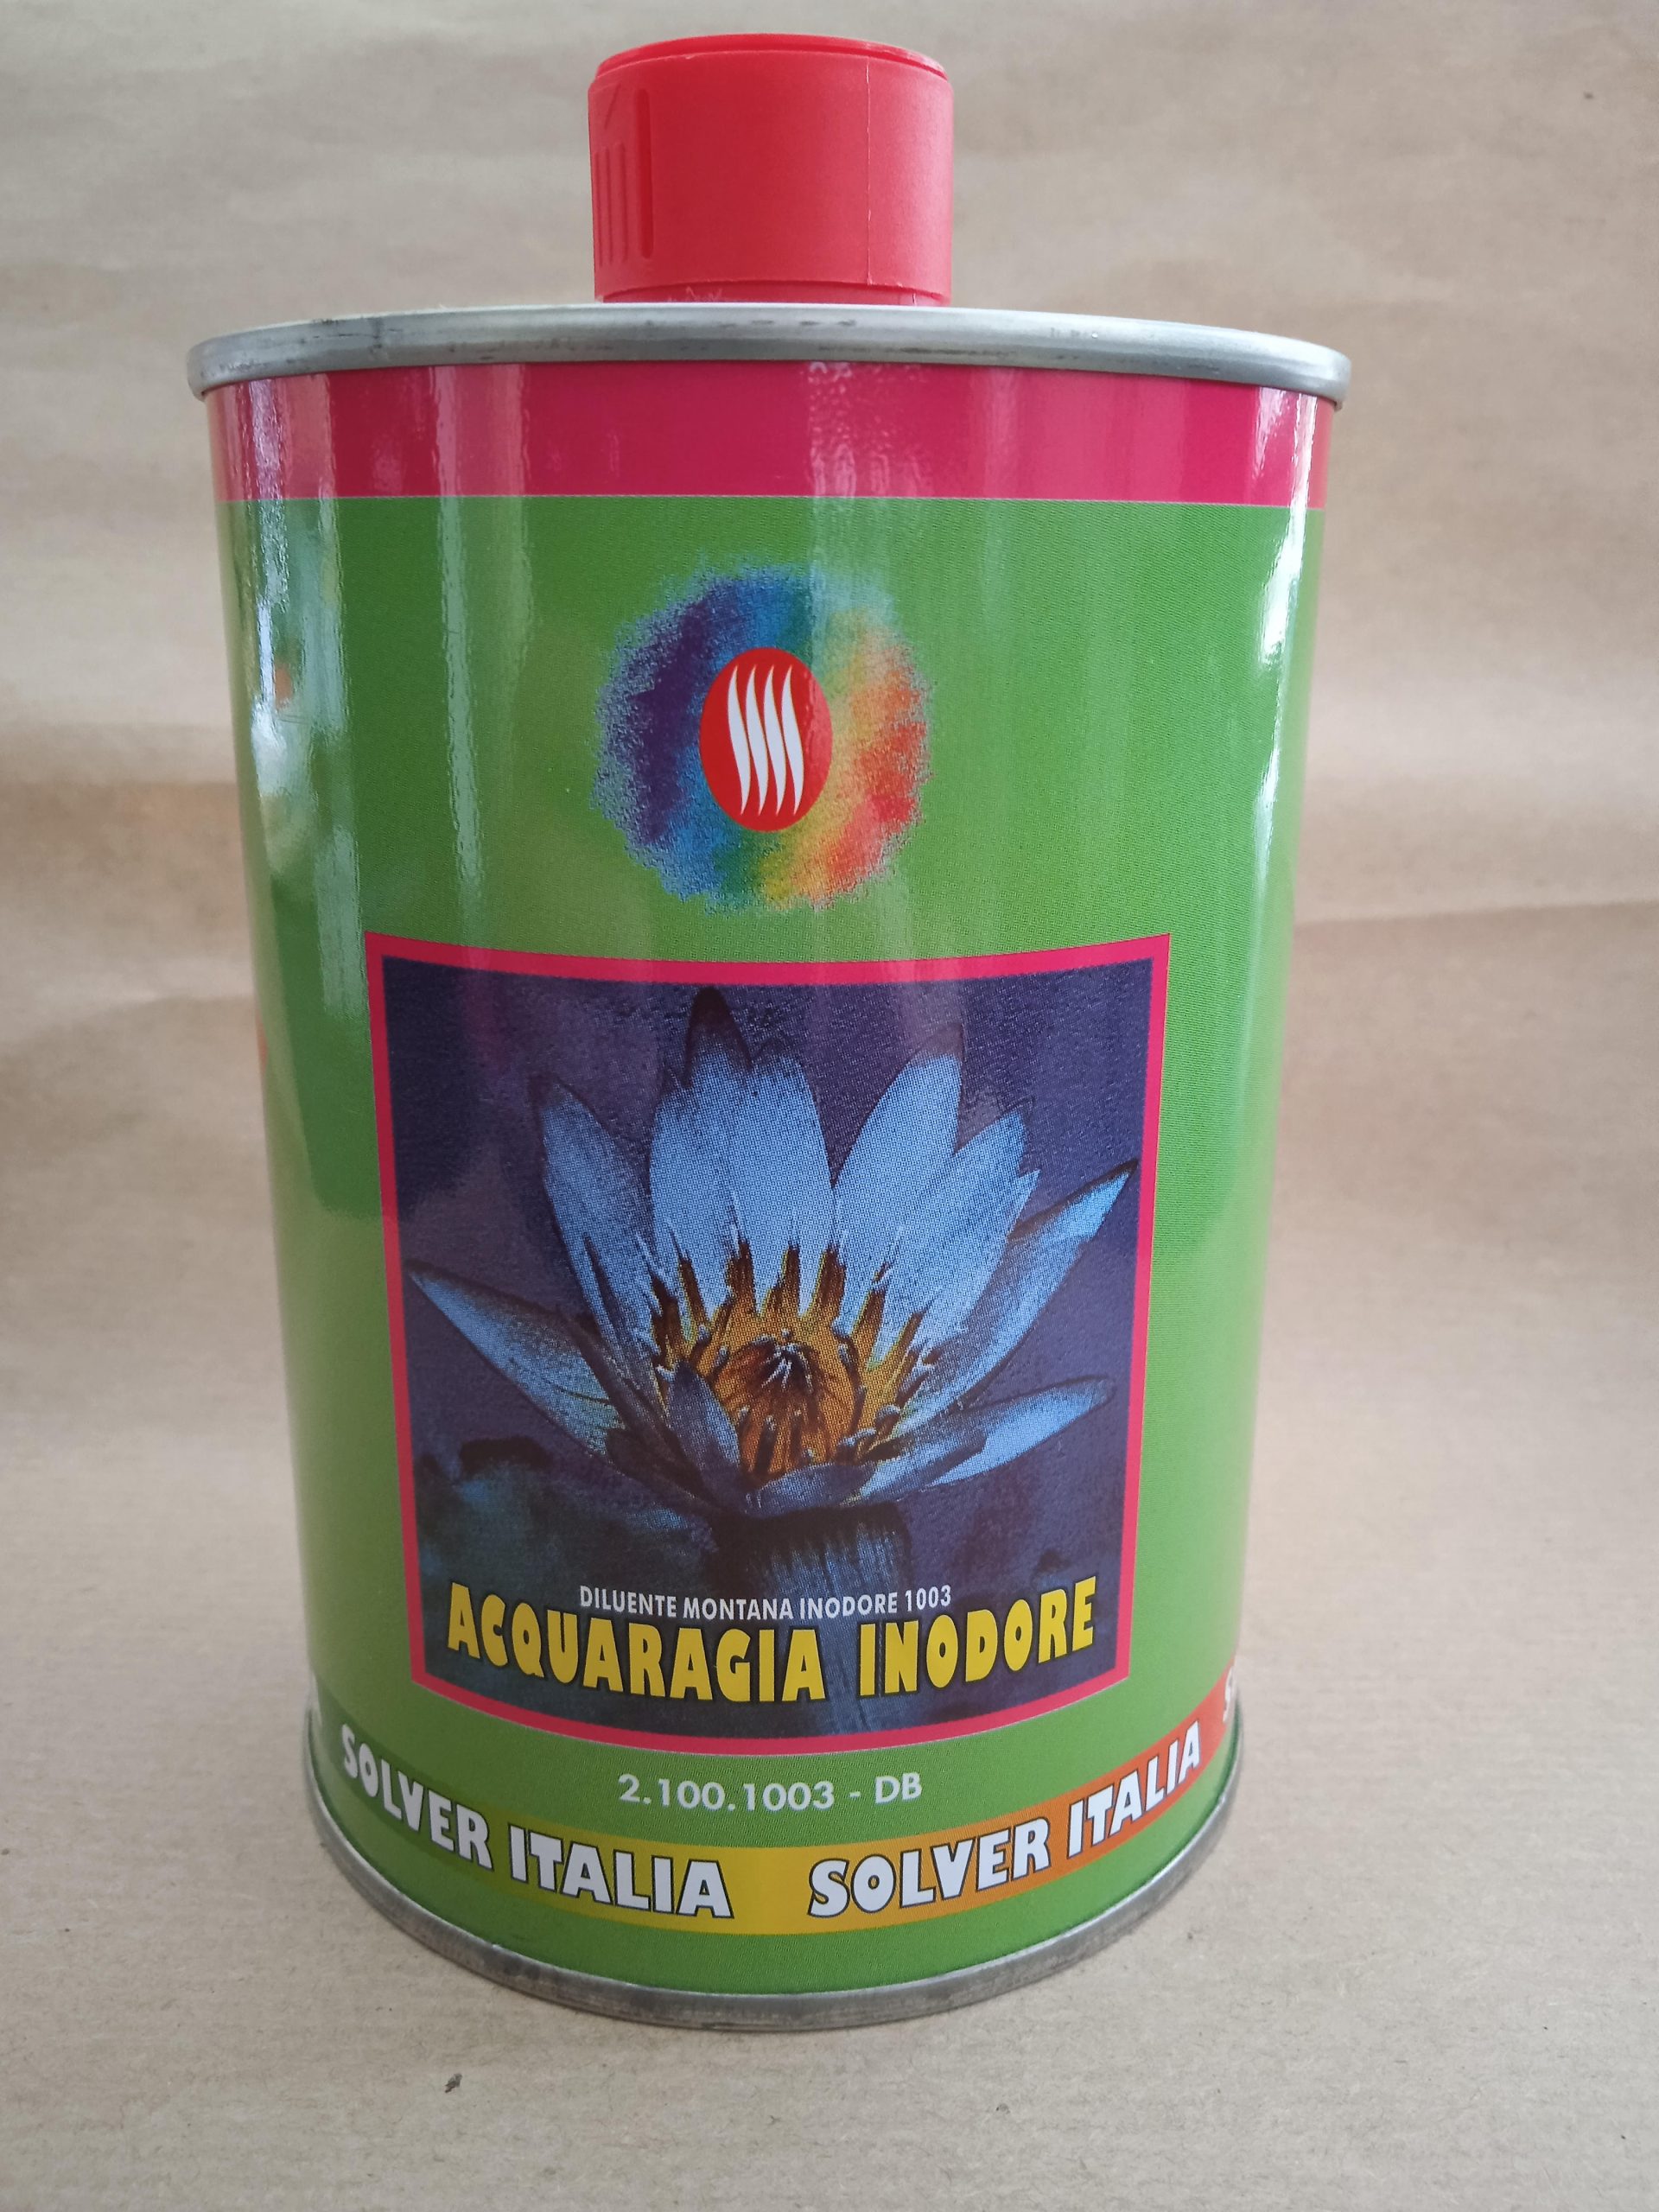 DILUENTE MONTANA INODORE 1003
ACQUARAGIA INODORE
2.100.1003 - DB
SOLVER ITALIA SOLVER ITALIA